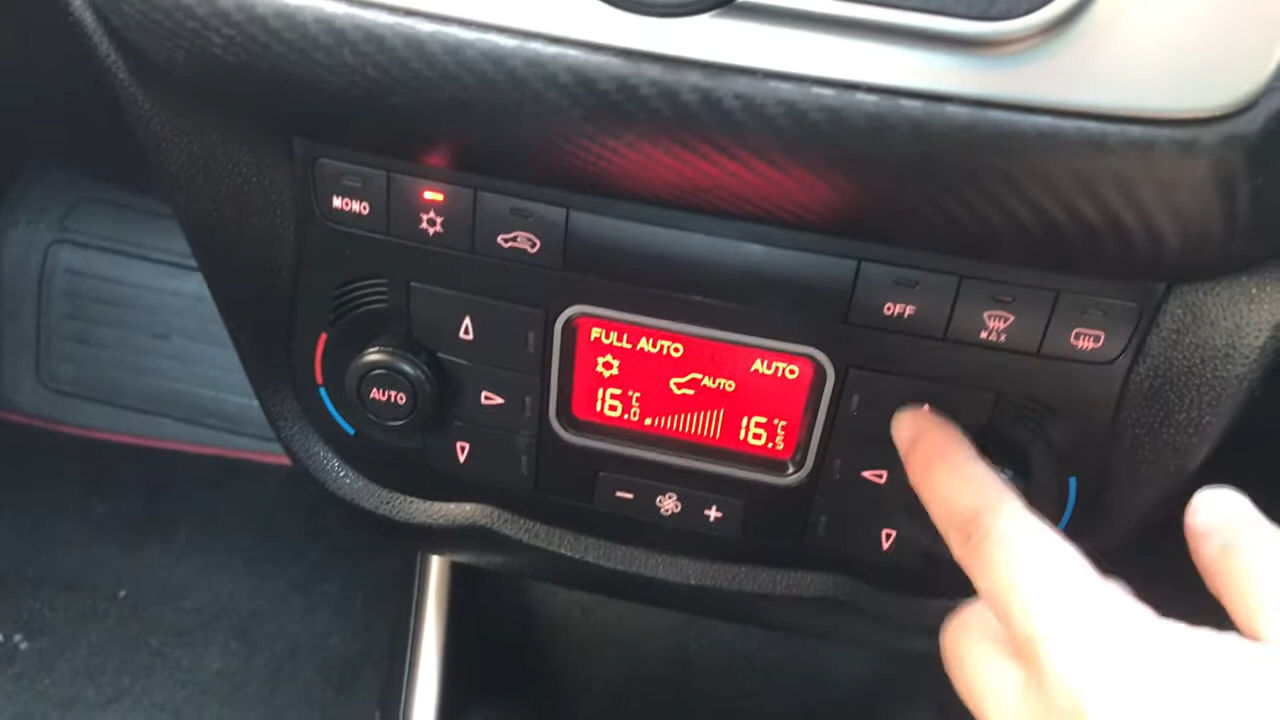 MONO
OFF
MAX
AUTO
FULL AUTO
AUTO
AUTO
16.0 °C
16.5 °C
- +